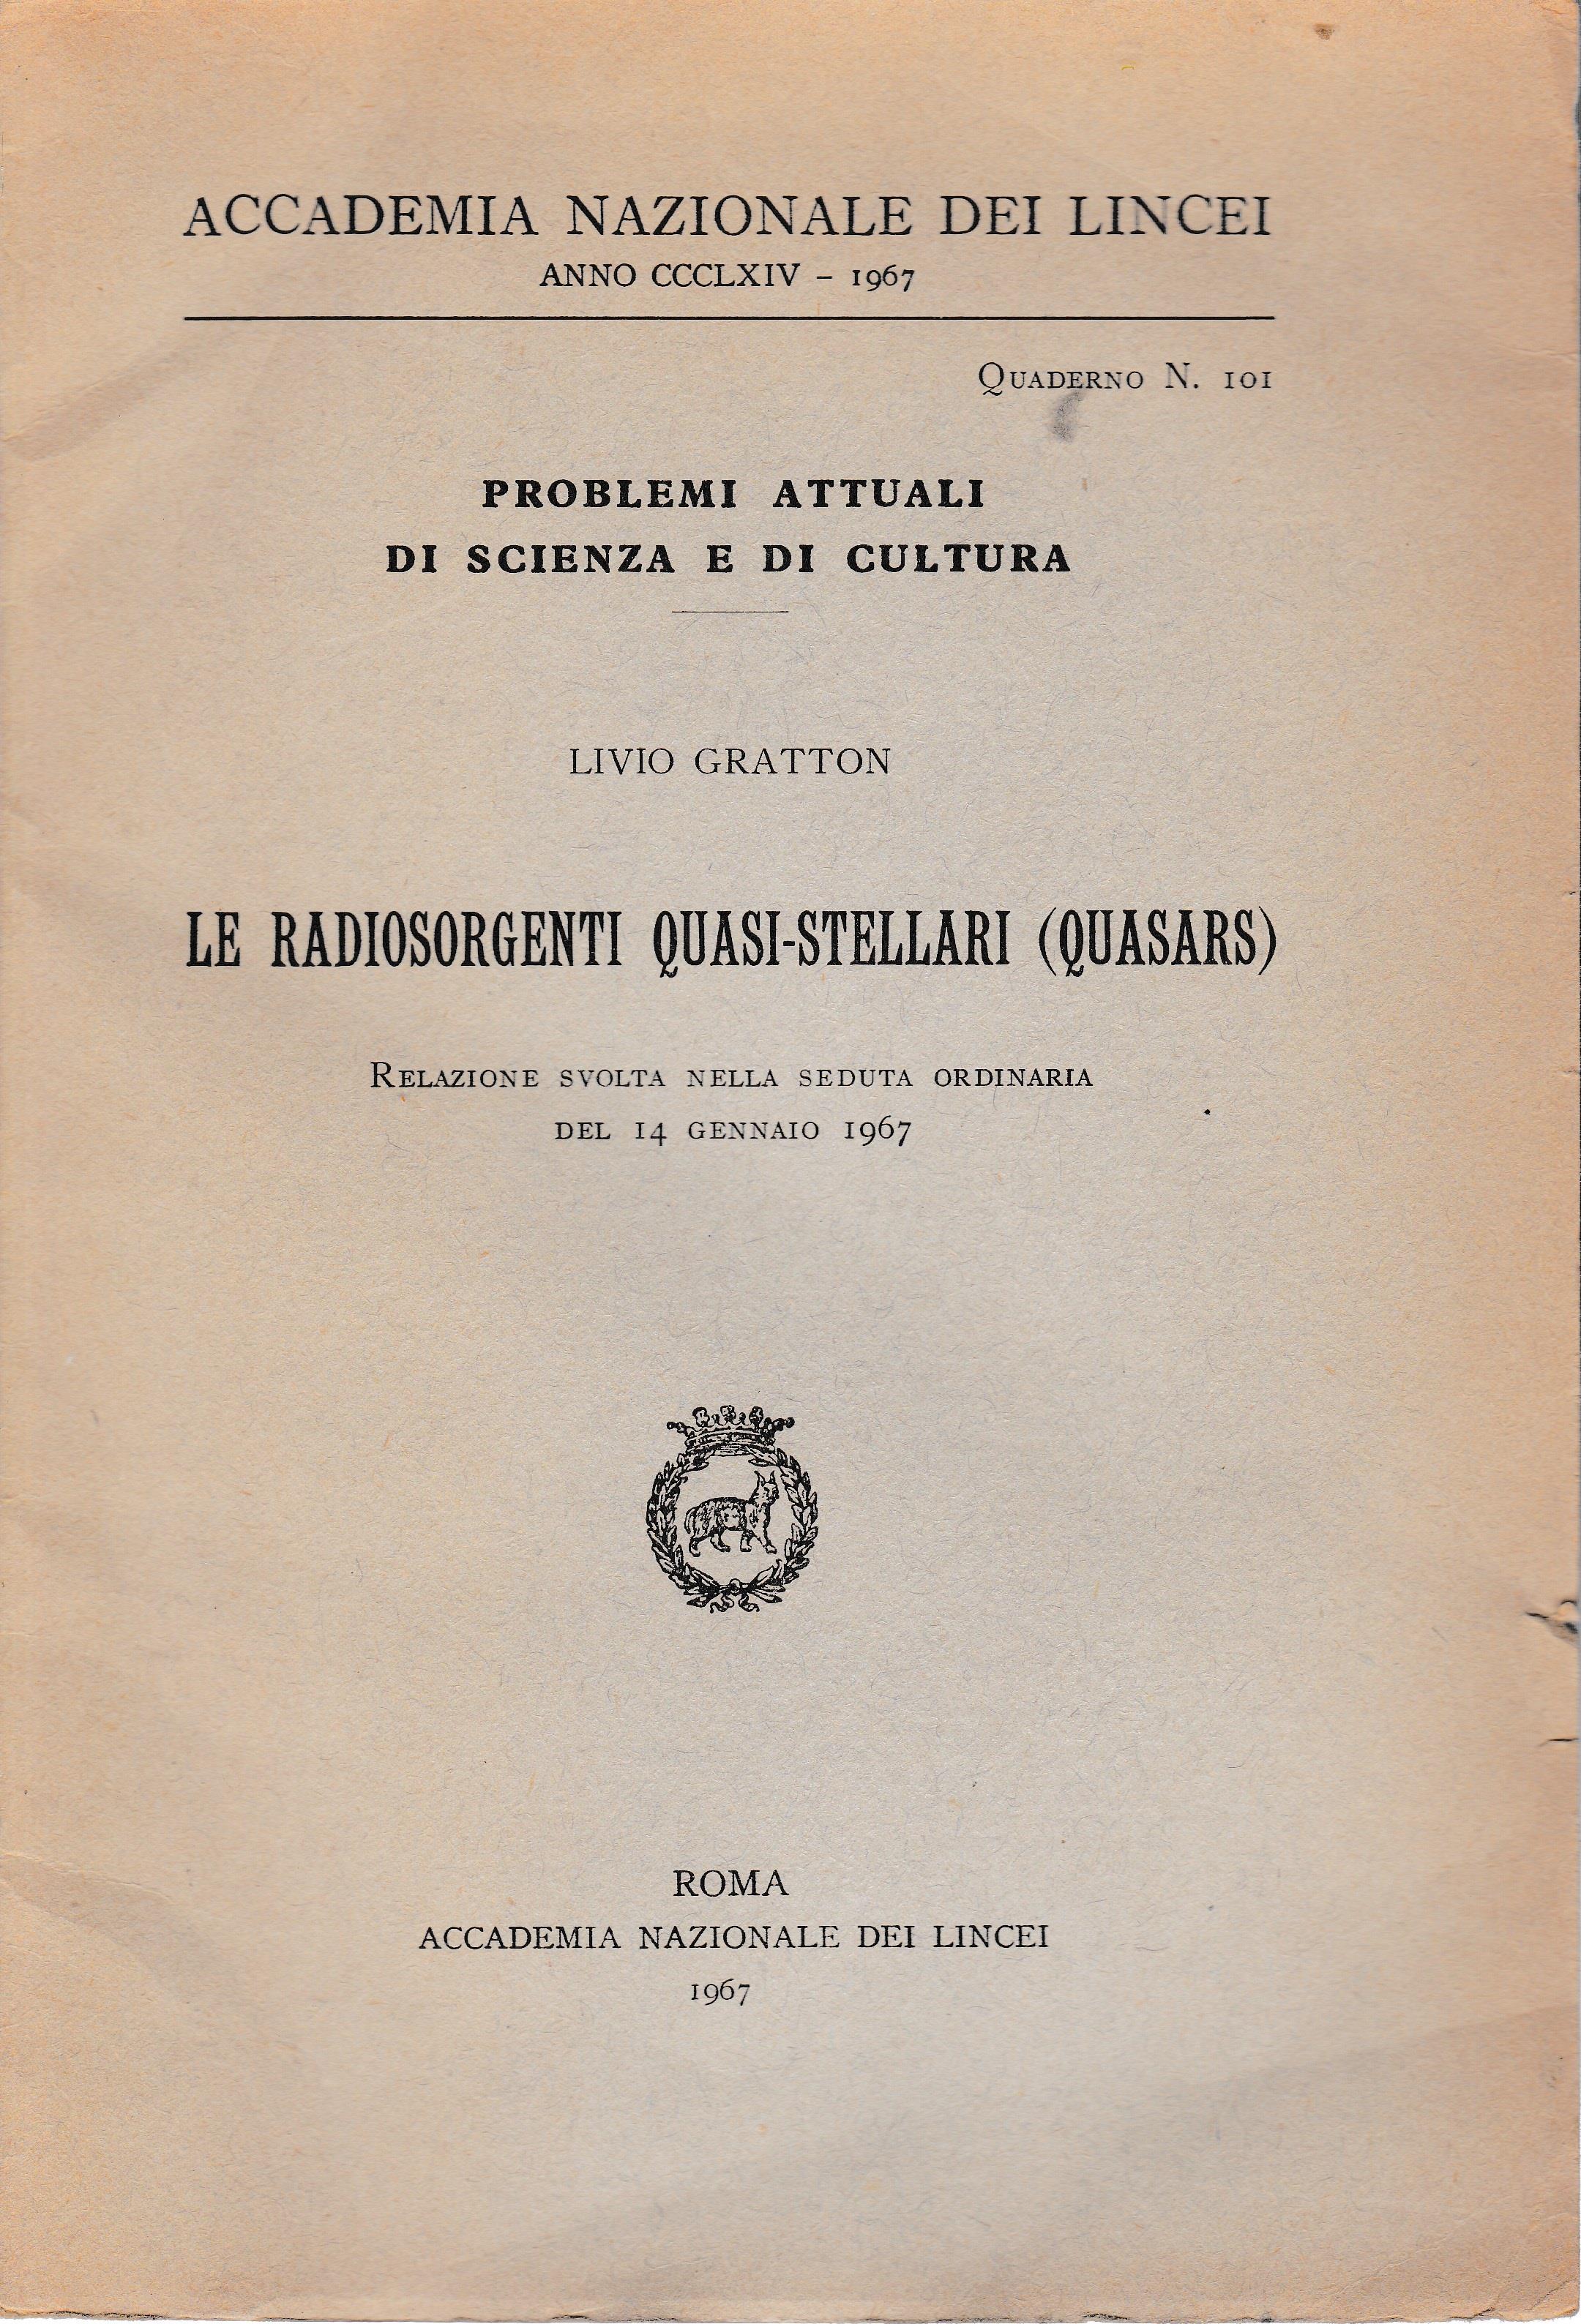 ACCADEMIA NAZIONALE DEI LINCEI
ANNO CCCLXIV – 1967
QUADERNO N. 101
PROBLEMI ATTUALI
DI SCIENZA E DI CULTURA
LIVIO GRATTON
LE RADIOSORGENTI QUASI-STELLARI (QUASARS)
RELAZIONE SVOLTA NELLA SEDUTA ORDINARIA
DEL 14 GENNAIO 1967
ROMA
ACCADEMIA NAZIONALE DEI LINCEI
1967